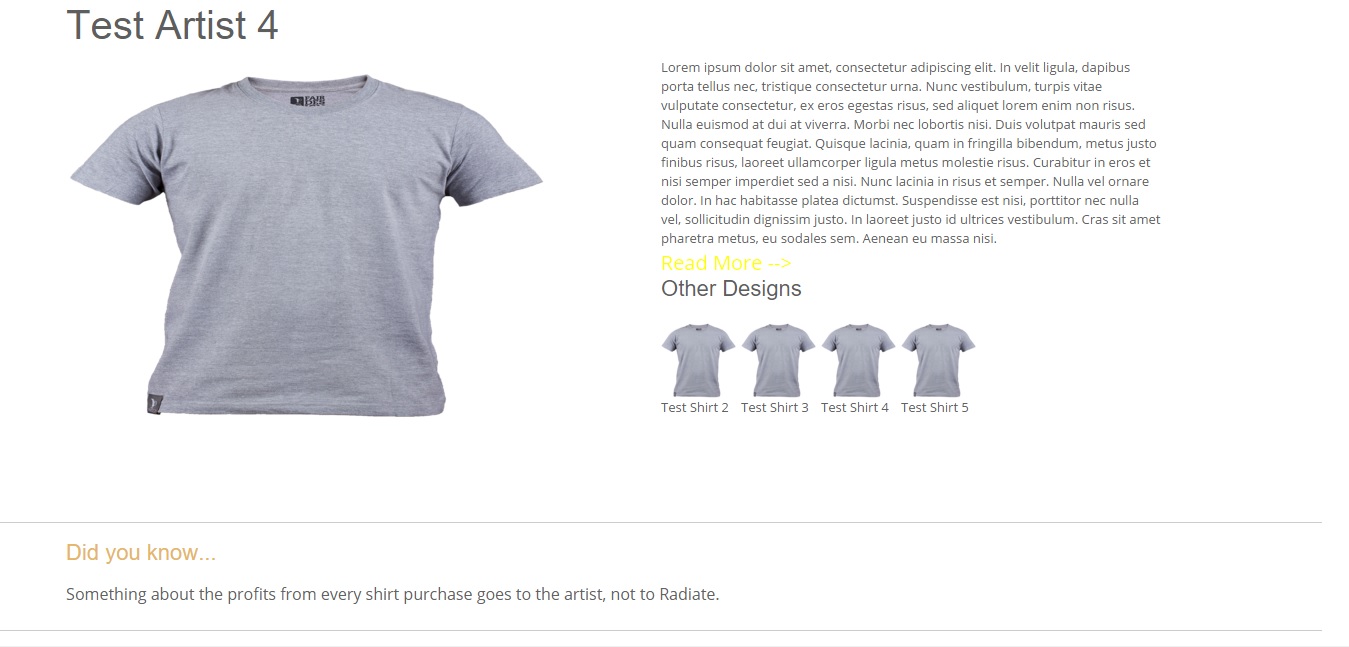 Test Artist 4
Lorem ipsum dolor sit amet, consectetur adipiscing elit. In velit ligula, dapibus
porta tellus nec, tristique consectetur urna. Nunc vestibulum, turpis vitae
vulputate consectetur, ex eros egestas risus, sed aliquet lorem enim non risus.
Nulla euismod at dui at viverra. Morbi nec lobortis nisi. Duis volutpat mauris sed
quam consequat feugiat. Quisque lacinia, quam in fringilla bibendum, metus justo
finibus risus, laoreet ullamcorper ligula metus molestie risus. Curabitur in eros et
nisi semper imperdiet sed a nisi. Nunc lacinia in risus et semper. Nulla vel ornare
dolor. In hac habitasse platea dictumst. Suspendisse est nisi, porttitor nec nulla
vel, sollicitudin dignissim justo. In laoreet justo id ultrices vestibulum. Cras sit amet
pharetra metus, eu sodales sem. Aenean eu massa nisi.
Read More -->
Other Designs
Test Shirt 2 Test Shirt 3 Test Shirt 4 Test Shirt 5
Did you know...
Something about the profits from every shirt purchase goes to the artist, not to Radiate.